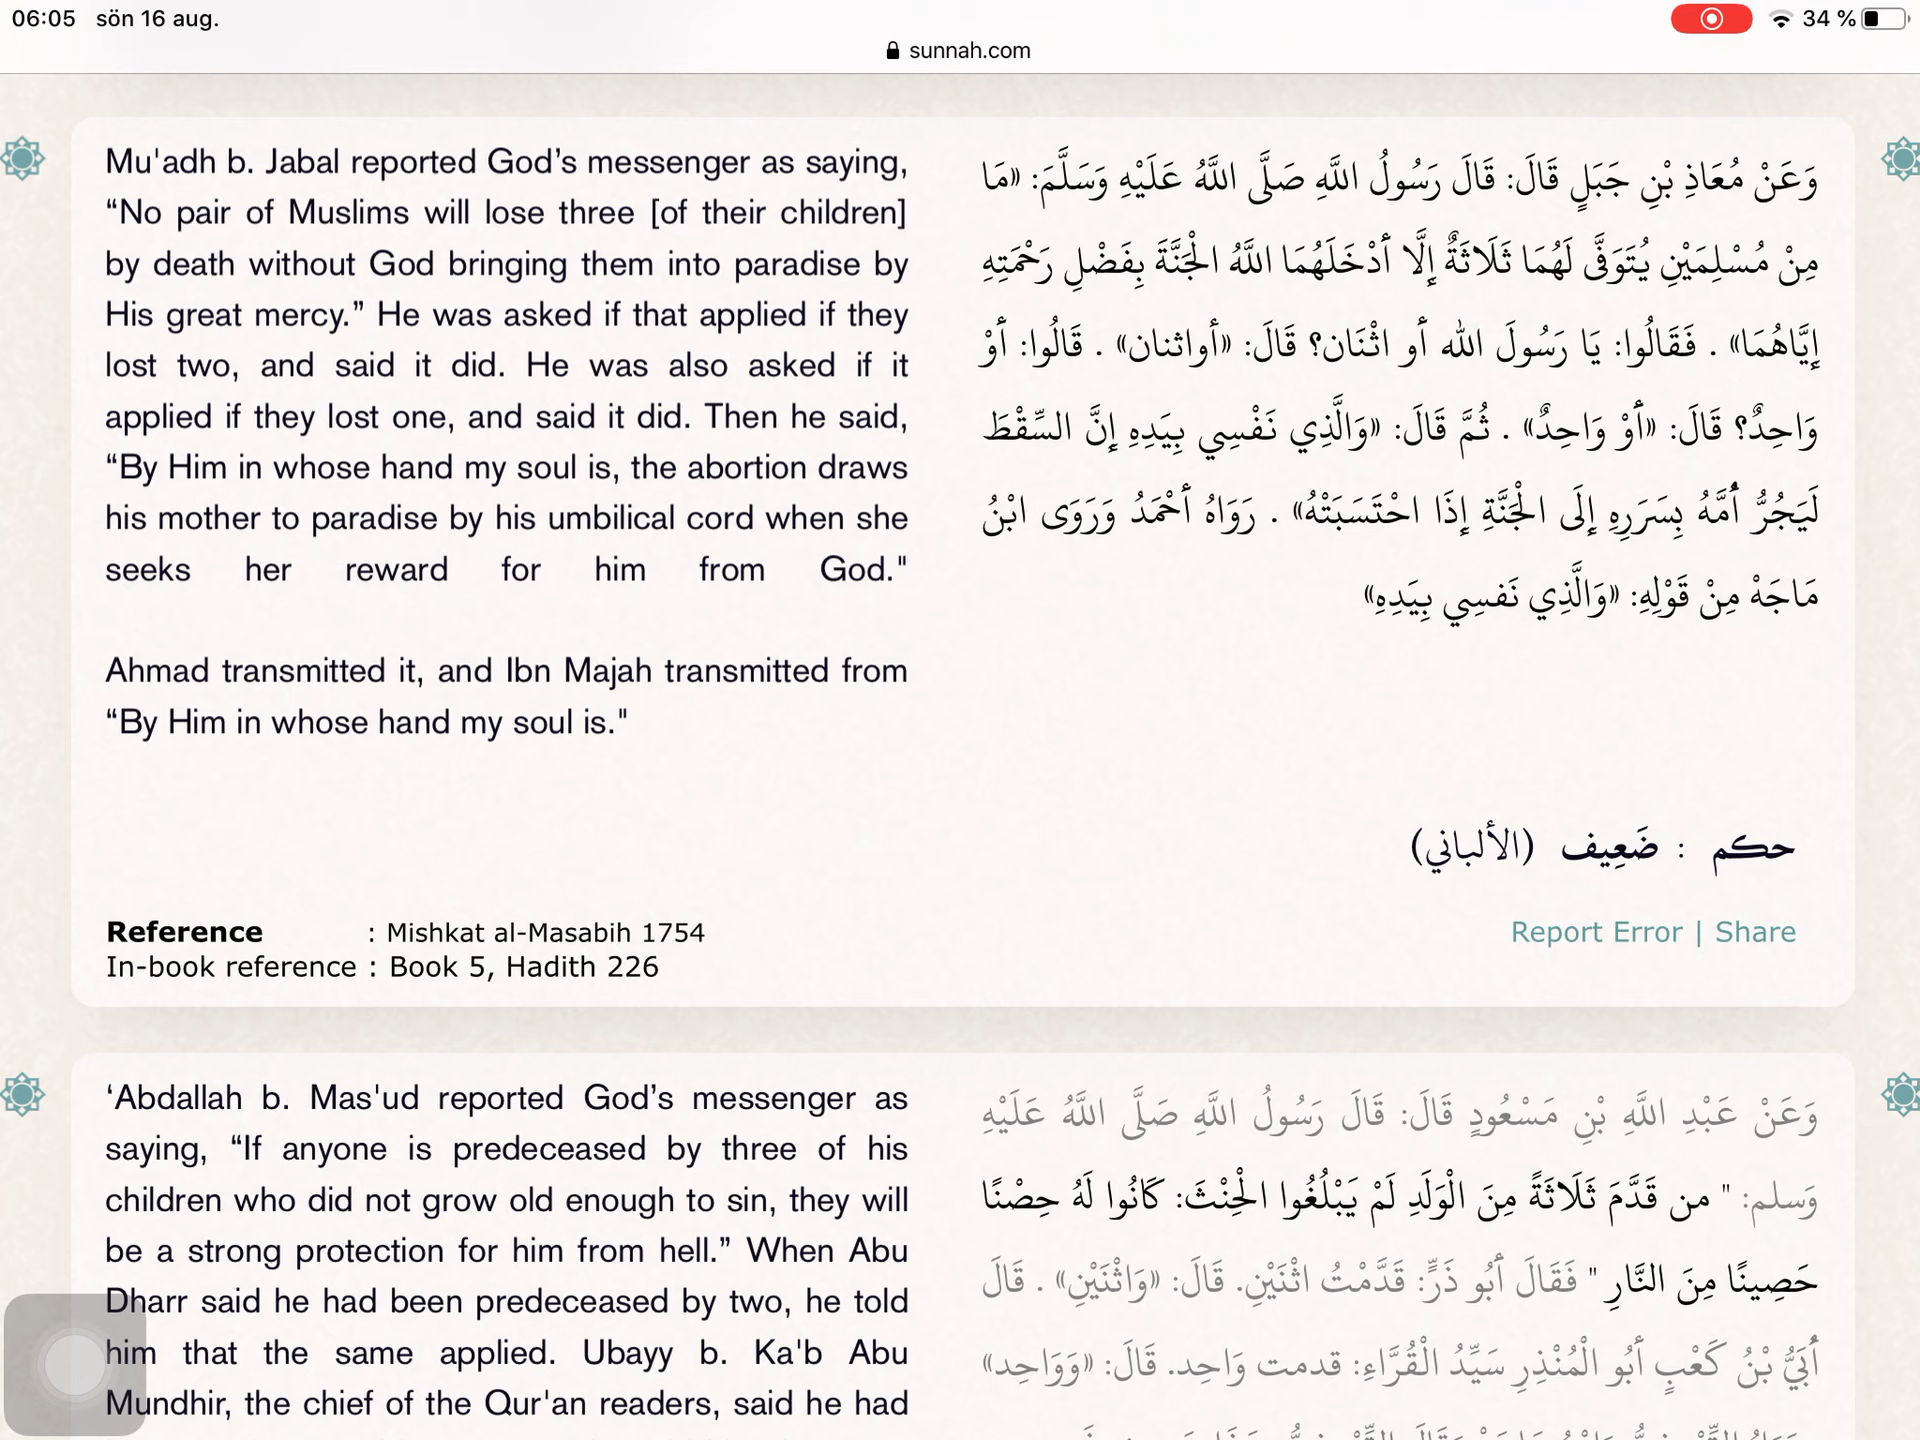 06:05 sön 16 aug.
34 %
sunnah.com
Mu'adh b. Jabal reported God’s messenger as saying,
“No pair of Muslims will lose three [of their children]
by death without God bringing them into paradise by
His great mercy.” He was asked if that applied if they
lost two, and said it did. He was also asked if it
applied if they lost one, and said it did. Then he said,
“By Him in whose hand my soul is, the abortion draws
his mother to paradise by his umbilical cord when she
seeks her reward for him from God."
Ahmad transmitted it, and Ibn Majah transmitted from
“By Him in whose hand my soul is."
وَعَنْ مُعَاذِ بْنِ جَبَلٍ قَالَ: قَالَ رَسُولُ اللَّهِ صَلَّى اللَّهُ عَلَيْهِ وَسَلَّمَ: «مَا
مِنْ مُسْلِمَيْنِ يُتَوَفَّى لَهُمَا ثَلَاثَةٌ إِلَّا أَدْخَلَهُمَا اللَّهُ الْجَنَّةَ بِفَضْلِ رَحْمَتِهِ
إِيَّاهُمَا» . فَقَالُوا: يَا رَسُولَ الله أَو اثْنَان؟ قَالَ: «أَواثنان» . قَالُوا: أَوْ
وَاحِدٌ؟ قَالَ: «أَوْ وَاحِدٌ» . ثُمَّ قَالَ: «وَالَّذِي نَفْسِي بِيَدِهِ إِنَّ السِّقْطَ
لَيَجُرُّ أُمَّهُ بِسَرَرِهِ إِلَى الْجَنَّةِ إِذَا احْتَسَبَتْهُ» . رَوَاهُ أَحْمَدُ وَرَوَى ابْنُ
مَاجَهْ مِنْ قَوْلِهِ: «وَالَّذِي نَفسِي بِيَدِهِ»
حكم : ضَعِيف (الألباني)
Reference : Mishkat al-Masabih 1754
In-book reference : Book 5, Hadith 226
Report Error | Share
‘Abdallah b. Mas'ud reported God’s messenger as
saying, “If anyone is predeceased by three of his
children who did not grow old enough to sin, they will
be a strong protection for him from hell.” When Abu
Dharr said he had been predeceased by two, he told
him that the same applied. Ubayy b. Ka'b Abu
Mundhir, the chief of the Qur'an readers, said he had
وَعَنْ عَبْدِ اللَّهِ بْنِ مَسْعُودٍ قَالَ: قَالَ رَسُولُ اللَّهِ صَلَّى اللَّهُ عَلَيْهِ
وَسلم: " من قَدَّمَ ثَلَاثَةً مِنَ الْوَلَدِ لَمْ يَبْلُغُوا الْحِنْثَ: كَانُوا لَهُ حِصْنًا
حَصِينًا مِنَ النَّارِ " فَقَالَ أَبُو ذَرٍّ: قَدَّمْتُ اثْنَيْنِ. قَالَ: «وَاثْنَيْنِ» . قَالَ
أُبَيُّ بْنُ كَعْبٍ أَبُو الْمُنْذِرِ سَيِّدُ الْقُرَّاءِ: قدمت وَاحِد. قَالَ: «وَوَاحِد»